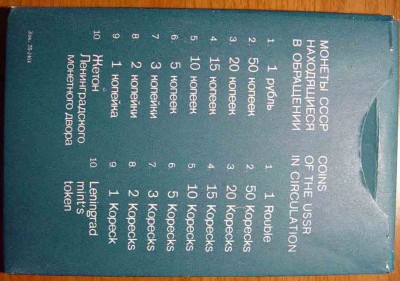 МОНЕТЫ СССР
НАХОДЯЩИЕСЯ
В ОБРАЩЕНИИ
1 1 рубль
2 50 копеек
3 20 копеек
4 15 копеек
5 10 копеек
6 5 копеек
7 3 копейки
8 2 копейки
9 1 копейка
10 Жетон
Ленинградского
монетного двора
COINS
OF THE USSR
IN CIRCULATION
1 1 Rouble
2 50 Kopecks
3 20 Kopecks
4 15 Kopecks
5 10 Kopecks
6 5 Kopecks
7 3 Kopecks
8 2 Kopecks
9 1 Kopeck
10 Leningrad
mint's
token